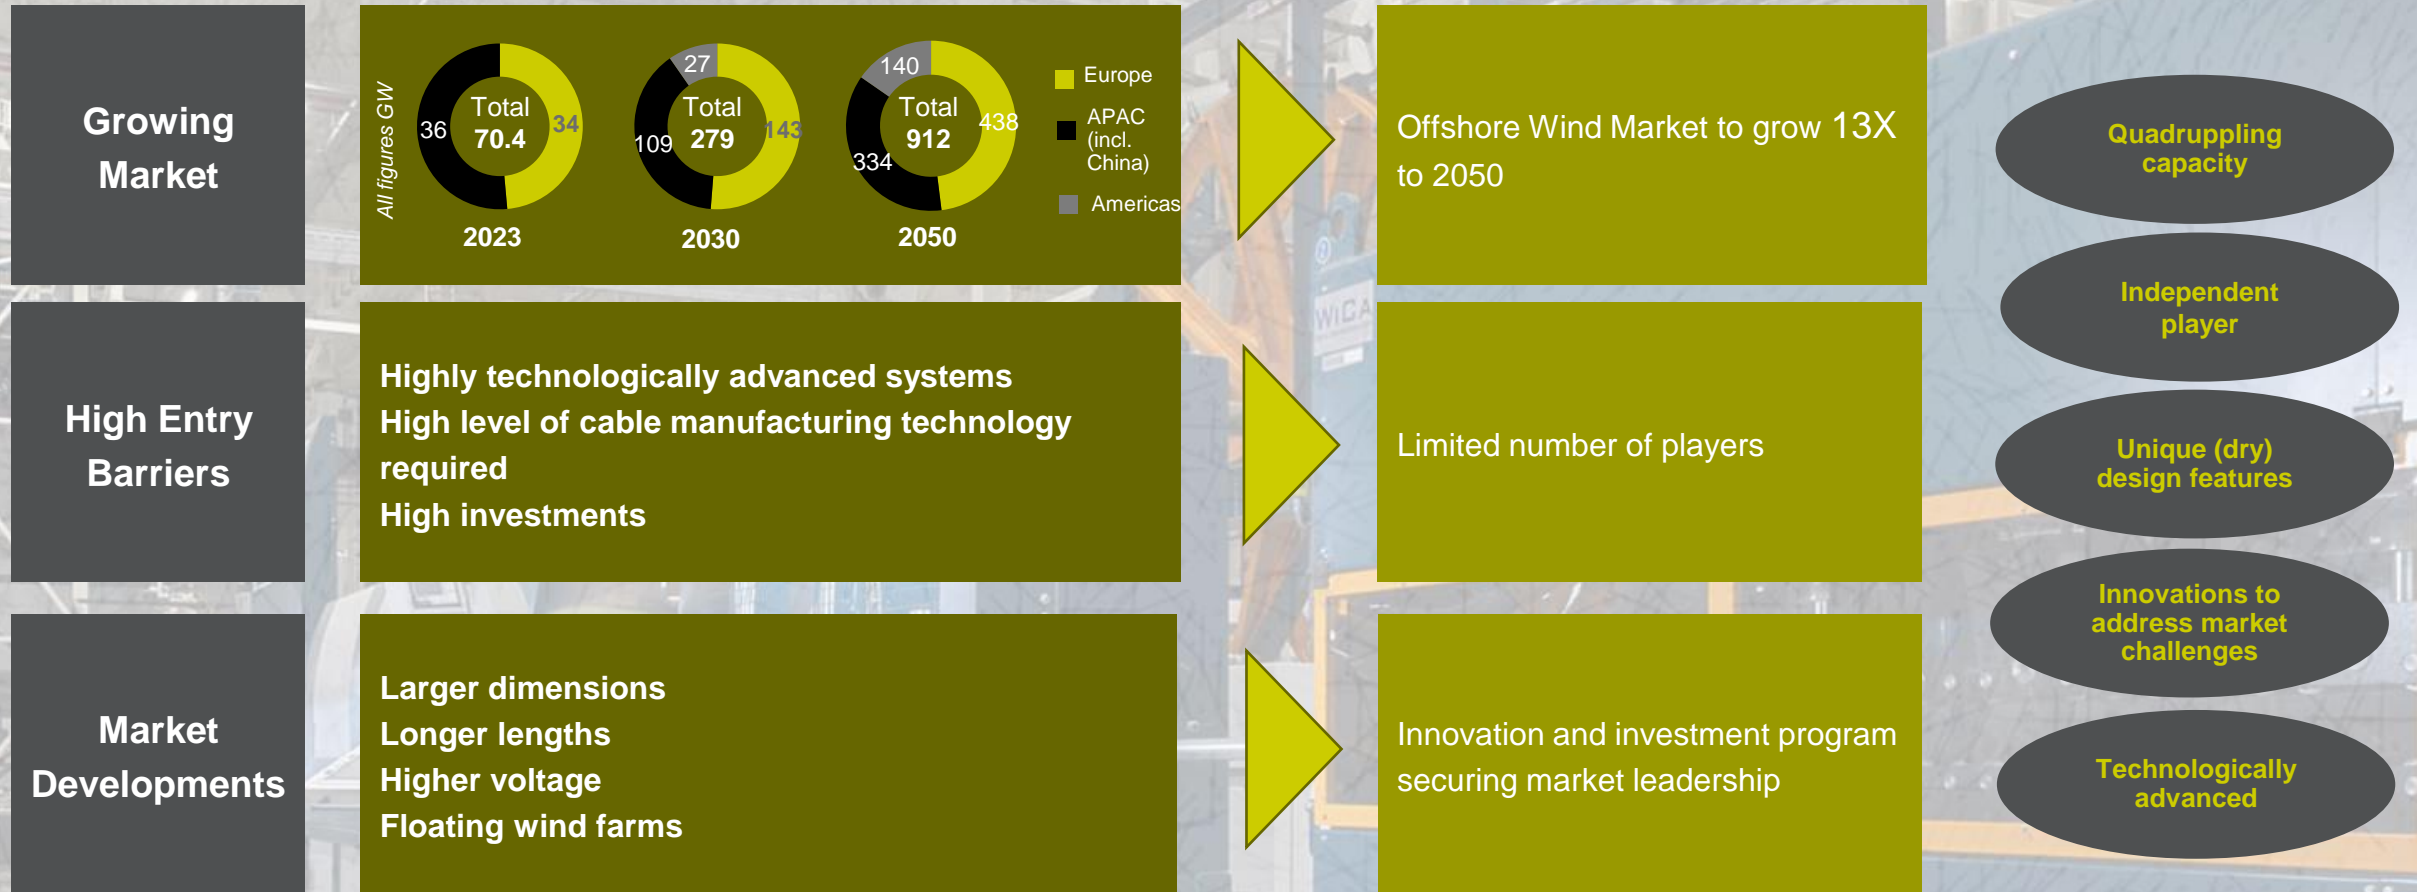 Growing
Market
All figures GW
36
Total
70.4
34
2023
27
109
Total
279
143
2030
140
334
Total
912
438
2050
Europe
APAC
(incl.
China)
Americas
Offshore Wind Market to grow 13X
to 2050
Quadruppling
capacity
High Entry
Barriers
Highly technologically advanced systems
High level of cable manufacturing technology
required
High investments
WiCA
Limited number of players
Independent
player
Unique (dry)
design features
Market
Developments
Larger dimensions
Longer lengths
Higher voltage
Floating wind farms
Innovation and investment program
securing market leadership
Innovations to
address market
challenges
Technologically
advanced